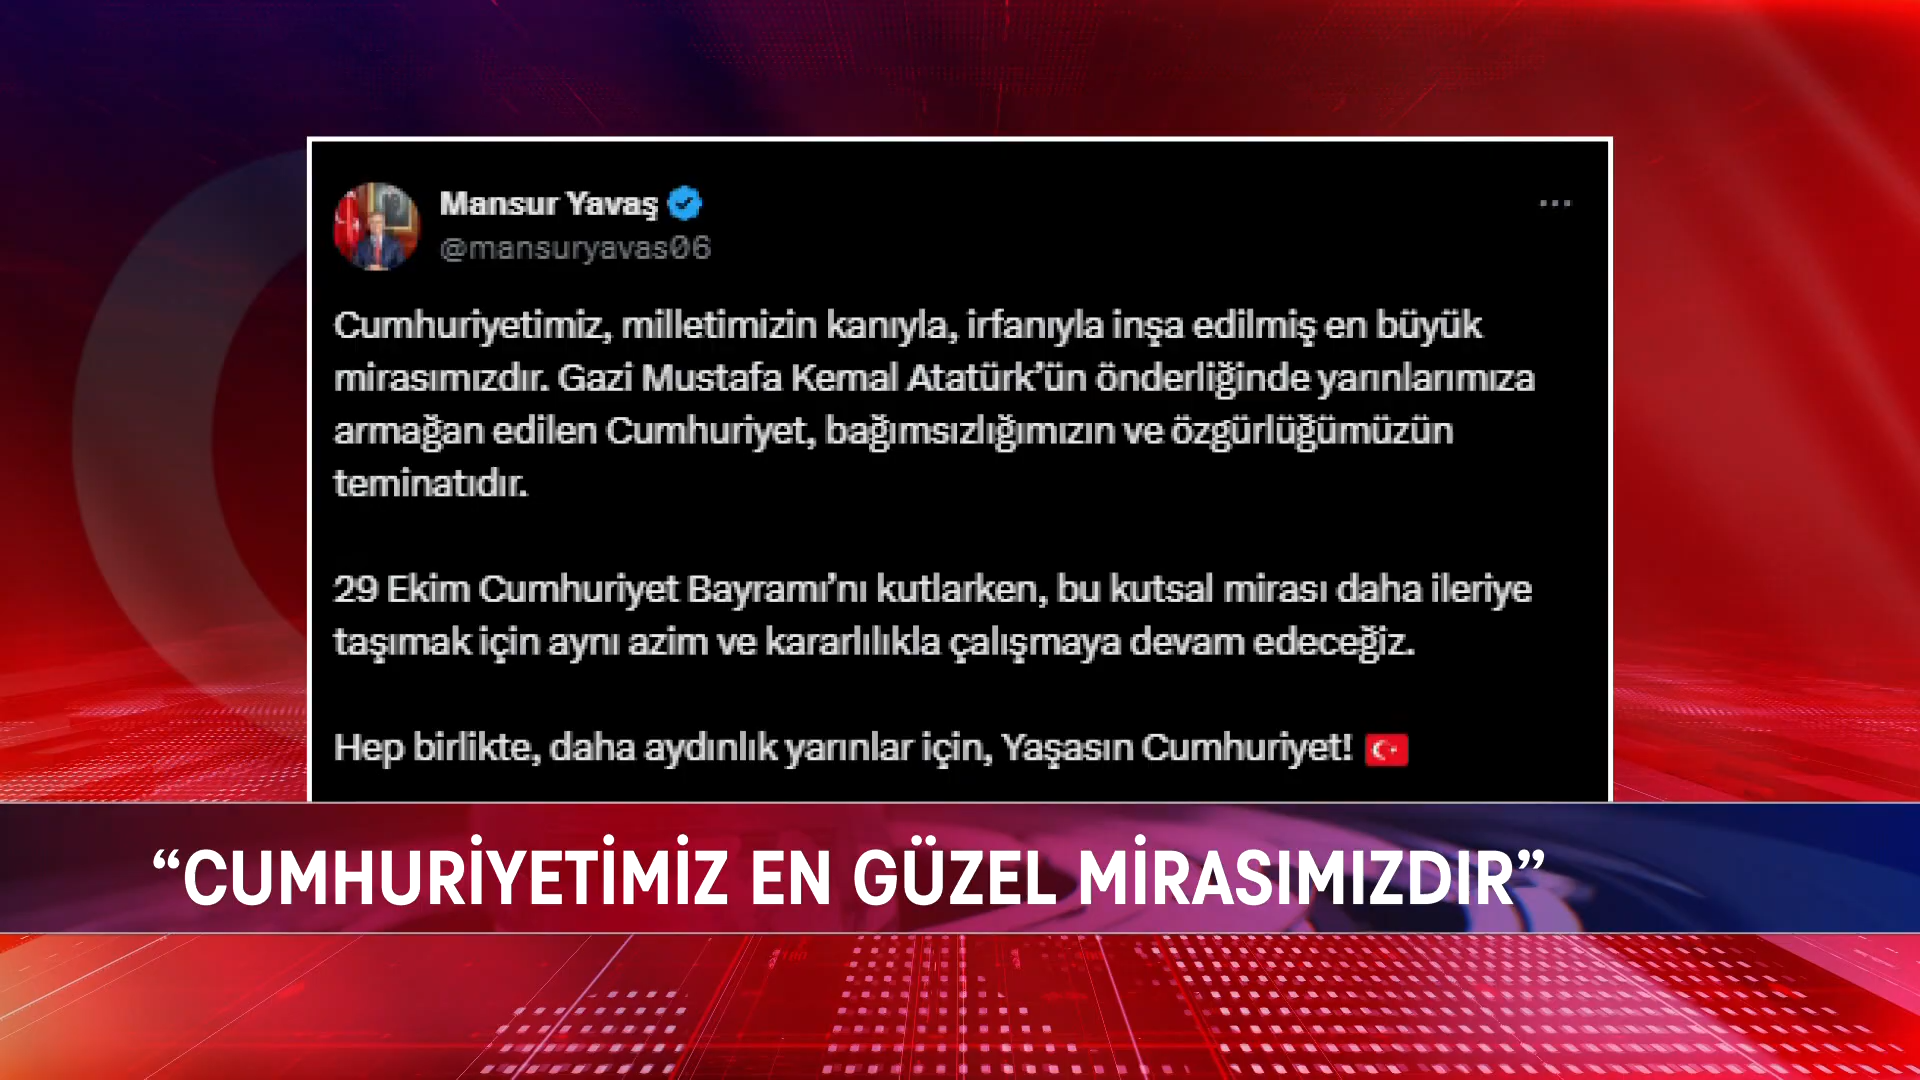 Mansur Yavaş
@mansuryavas06
Cumhuriyetimiz, milletimizin kanıyla, irfanıyla inşa edilmiş en büyük
mirasımızdır. Gazi Mustafa Kemal Atatürk’ün önderliğinde yarınlarımıza
armağan edilen Cumhuriyet, bağımsızlığımızın ve özgürlüğümüzün
teminatıdır.
29 Ekim Cumhuriyet Bayramı’nı kutlarken, bu kutsal mirası daha ileriye
taşımak için aynı azim ve kararlılıkla çalışmaya devam edeceğiz.
Hep birlikte, daha aydınlık yarınlar için, Yaşasın Cumhuriyet!
“CUMHURİYETİMİZ EN GÜZEL MİRASIMIZDIR”